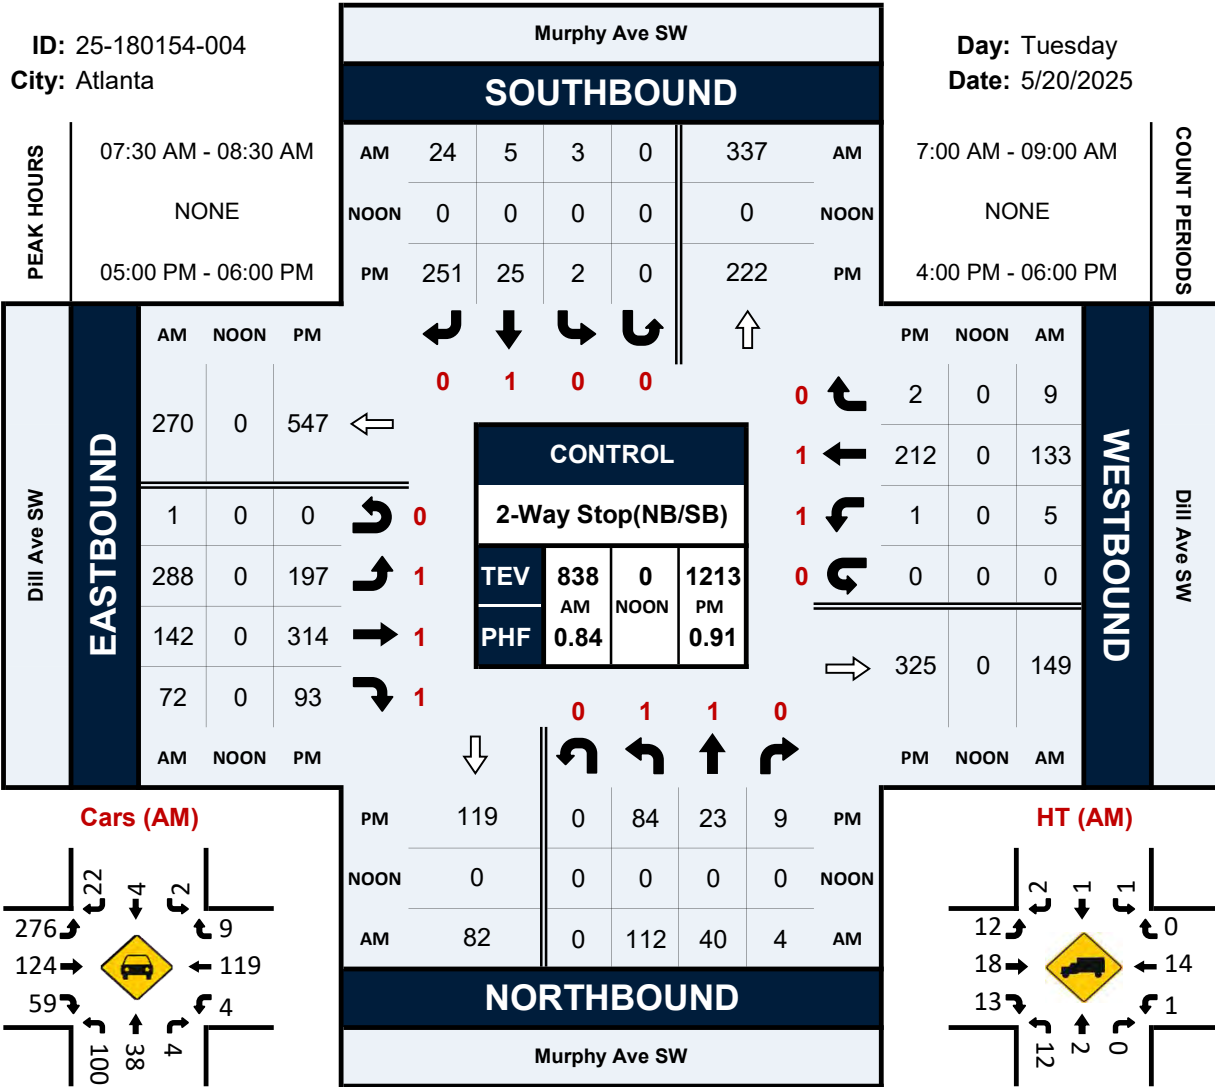 ID: 25-180154-004
City: Atlanta
Murphy Ave SW
Day: Tuesday
Date: 5/20/2025
SOUTHBOUND
PEAK HOURS
07:30 AM - 08:30 AM
NONE
05:00 PM - 06:00 PM
AM 24 5 3 0 337 AM
NOON 0 0 0 0 0 NOON
PM 251 25 2 0 222 PM
7:00 AM - 09:00 AM
NONE
4:00 PM - 06:00 PM
COUNT PERIODS
0 1 0 0
Dill Ave SW
EASTBOUND
AM NOON PM
270 0 547
1 0 0 0
288 0 197 1
142 0 314 1
72 0 93 1
AM NOON PM
CONTROL
2-Way Stop(NB/SB)
TEV 838 0 1213
AM NOON PM
PHF 0.84 0.91
PM NOON AM
0 2 0 9
1 212 0 133
1 1 0 5
0 0 0 0
325 0 149
PM NOON AM
WESTBOUND
Dill Ave SW
0 1 1 0
PM 119 0 84 23 9 PM
NOON 0 0 0 0 0 NOON
AM 82 0 112 40 4 AM
NORTHBOUND
Murphy Ave SW
Cars (AM)
22 4 2
276 9
124 119
59 4
100 38 4
HT (AM)
2 1 1
12 0
18 14
13 1
12 2 0